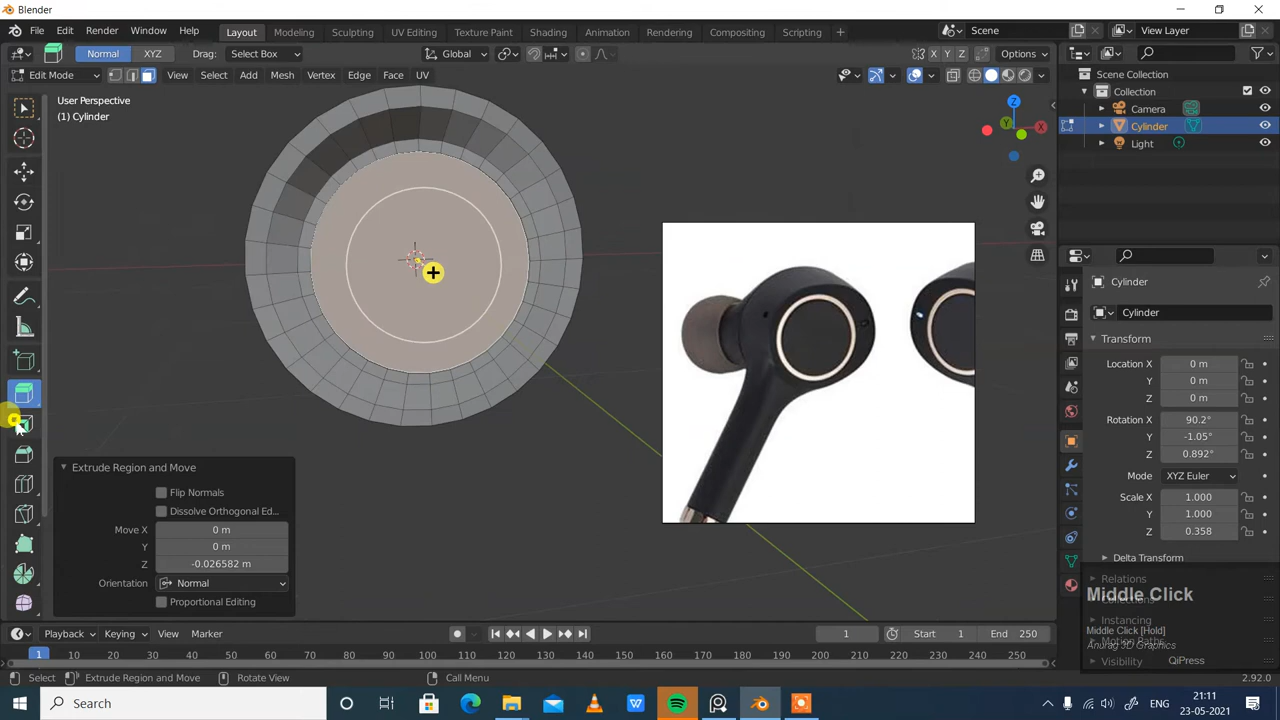 Blender
File Edit Render Window Help Layout Modeling Sculpting UV Editing Texture Paint Shading Animation Rendering Compositing Scripting + Scene View Layer
Normal XYZ Drag: Select Box Global X Y Z Options
Edit Mode View Select Add Mesh Vertex Edge Face UV
User Perspective
(1) Cylinder
Z
Y X
Scene Collection
Collection
Camera
Cylinder
Light
Cylinder
Cylinder
Transform
Location X 0 m
Y 0 m
Z 0 m
Rotation X 90.2°
Y -1.05°
Z 0.892°
Mode XYZ Euler
Scale X 1.000
Y 1.000
Z 0.358
Delta Transform
Relations
Collections
Instancing
Motion Paths
Visibility
Middle Click
Middle Click [Hold]
Anurag 3D Graphics
QiPress
Extrude Region and Move
Flip Normals
Dissolve Orthogonal Ed...
Move X 0 m
Y 0 m
Z -0.026582 m
Orientation Normal
Proportional Editing
Playback Keying View Marker 1 Start 1 End 250
1 10 20 30 40 50 60 70 80 90 100 110 120 130 140 150 160 170 180 190 200 210 220 230 240 250
Select Extrude Region and Move Rotate View Call Menu 2.92.0
Search ENG 21:11
23-05-2021